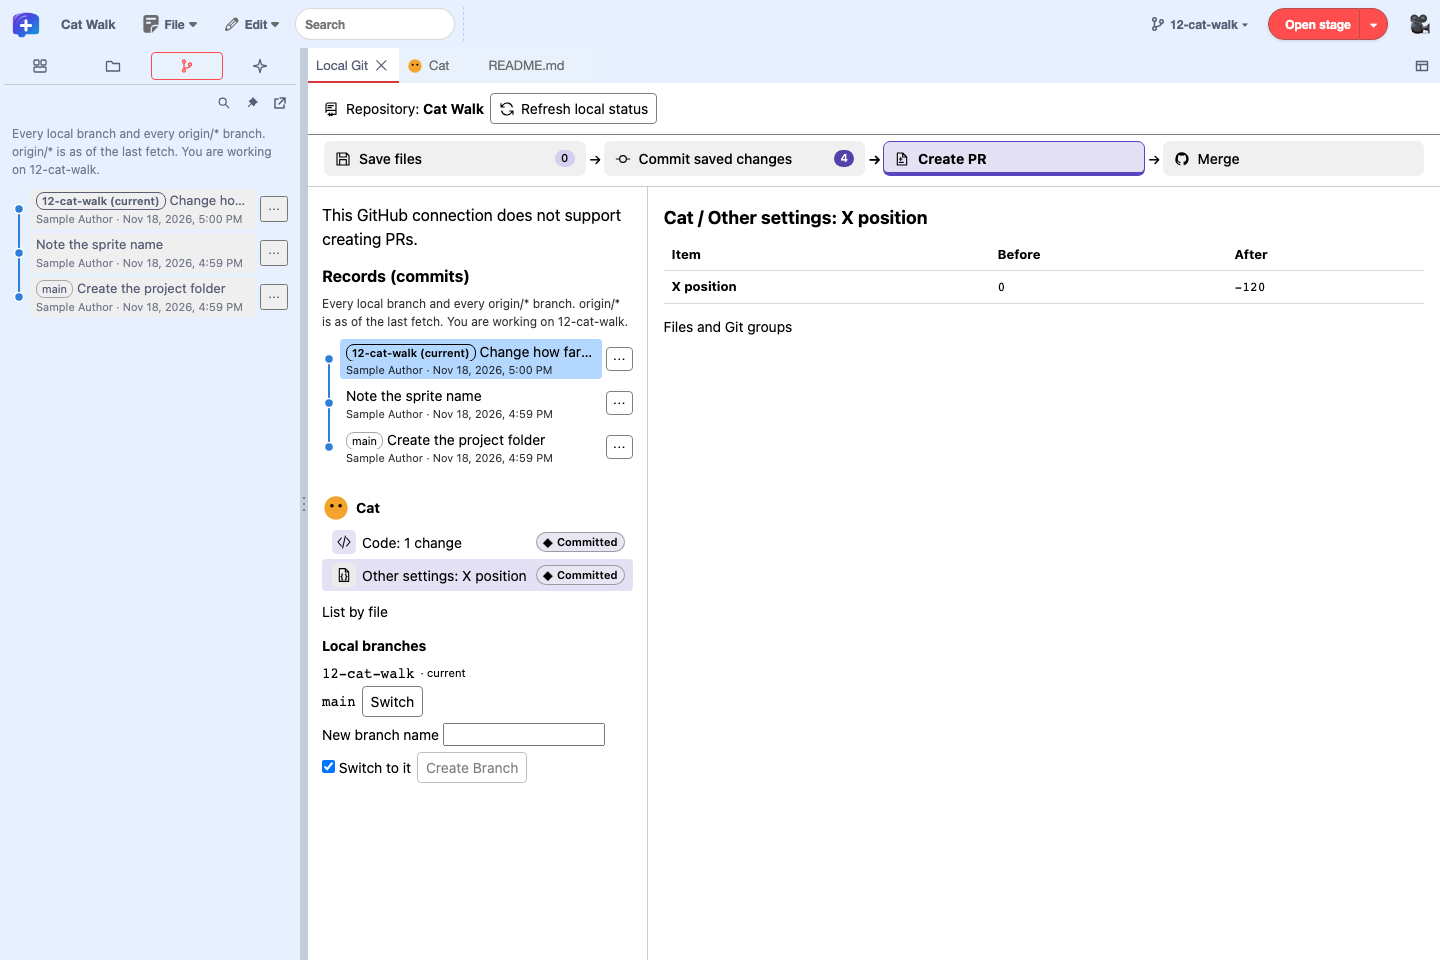 Cat Walk
File
Edit
Search
12-cat-walk
Open stage
Every local branch and every origin/* branch.
origin/* is as of the last fetch. You are working
on 12-cat-walk.
12-cat-walk (current) Change ho...
Sample Author · Nov 18, 2026, 5:00 PM
Note the sprite name
Sample Author · Nov 18, 2026, 4:59 PM
main Create the project folder
Sample Author · Nov 18, 2026, 4:59 PM
Local Git
Cat
README.md
Repository: Cat Walk
Refresh local status
Save files 0
Commit saved changes 4
Create PR
Merge
This GitHub connection does not support
creating PRs.
Records (commits)
Every local branch and every origin/* branch. origin/*
is as of the last fetch. You are working on 12-cat-walk.
12-cat-walk (current) Change how far...
Sample Author · Nov 18, 2026, 5:00 PM
Note the sprite name
Sample Author · Nov 18, 2026, 4:59 PM
main Create the project folder
Sample Author · Nov 18, 2026, 4:59 PM
Cat
Code: 1 change
Committed
Other settings: X position
Committed
List by file
Local branches
12-cat-walk · current
main Switch
New branch name
Switch to it
Create Branch
Cat / Other settings: X position
Item Before After
X position 0 -120
Files and Git groups